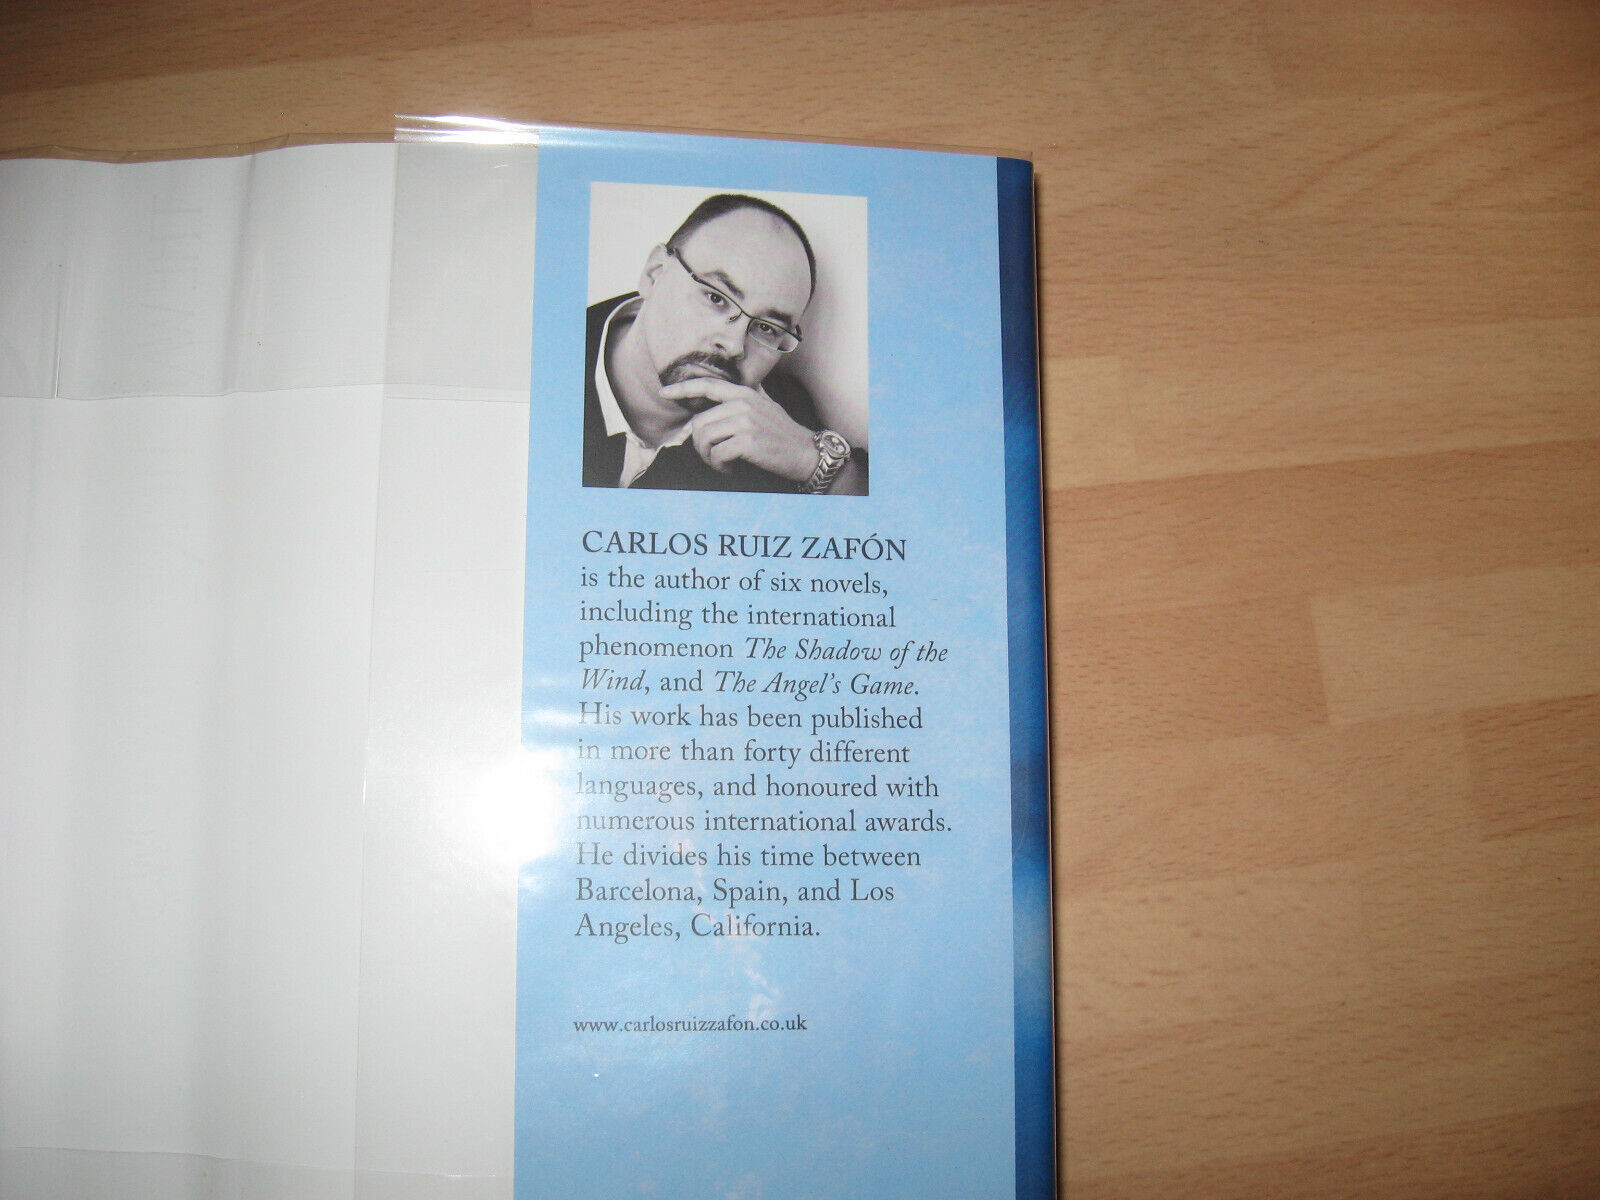 CARLOS RUIZ ZAFÓN
is the author of six novels,
including the international
phenomenon The Shadow of the
Wind, and The Angel's Game.
His work has been published
in more than forty different
languages, and honoured with
numerous international awards.
He divides his time between
Barcelona, Spain, and Los
Angeles, California.
www.carlosruizzafon.co.uk